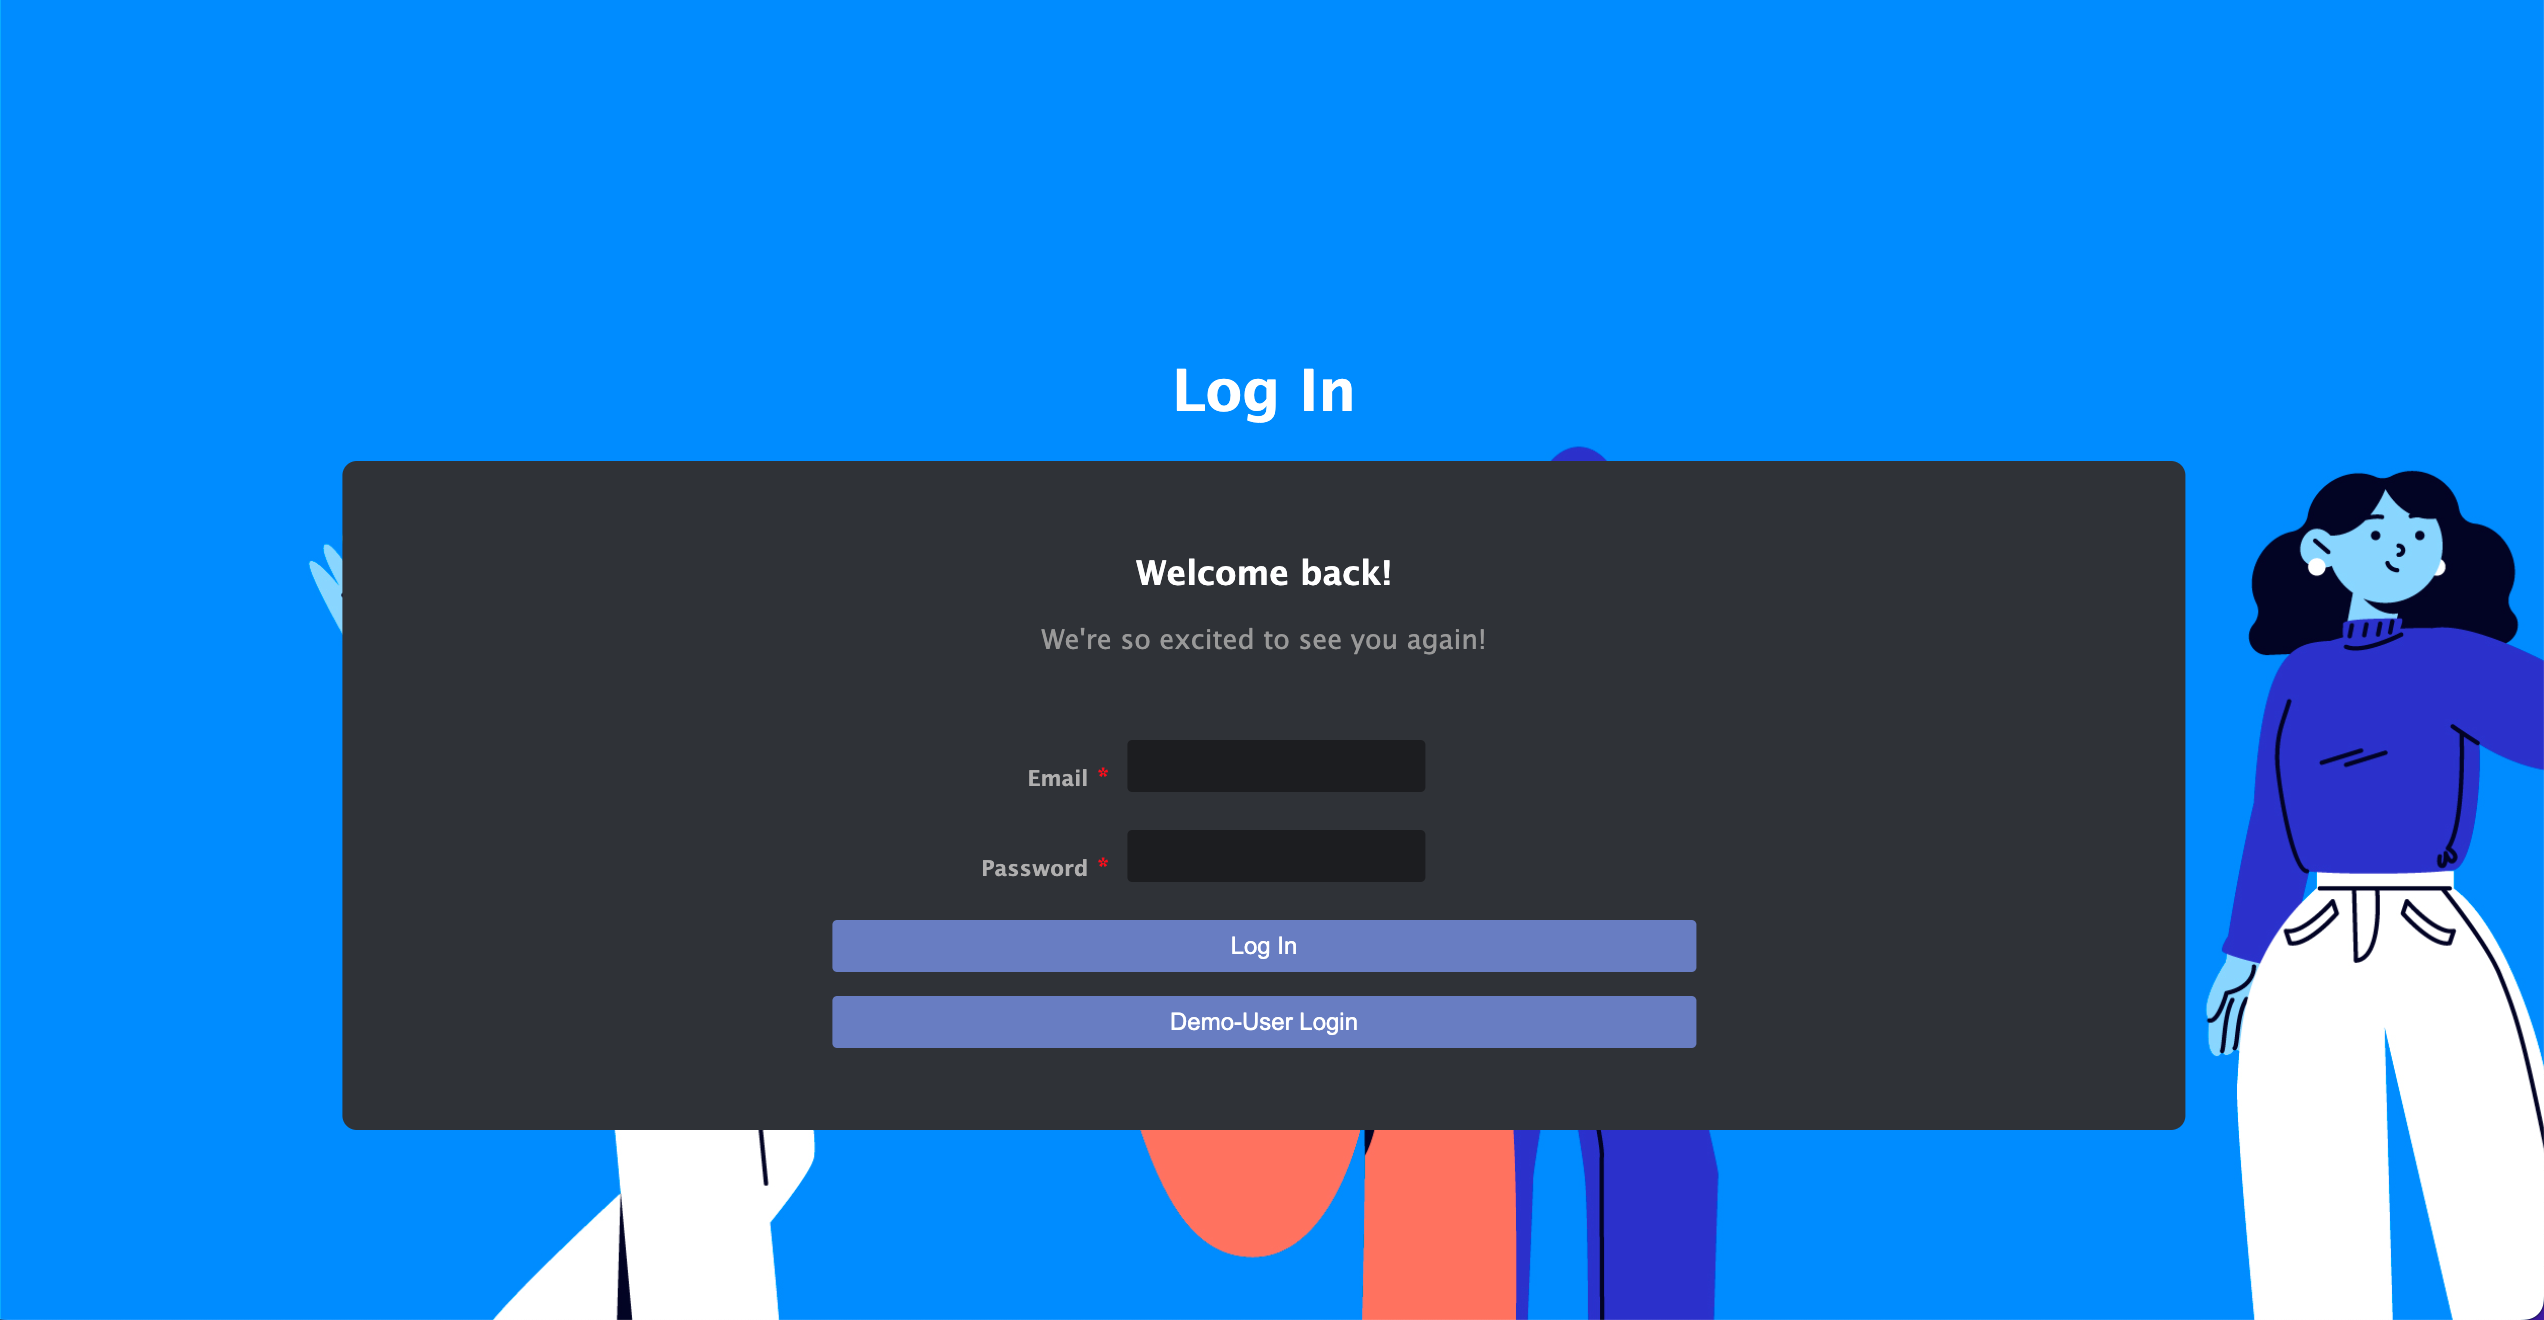 Log In
Welcome back!
We're so excited to see you again!
Email *
Password *
Log In
Demo-User Login